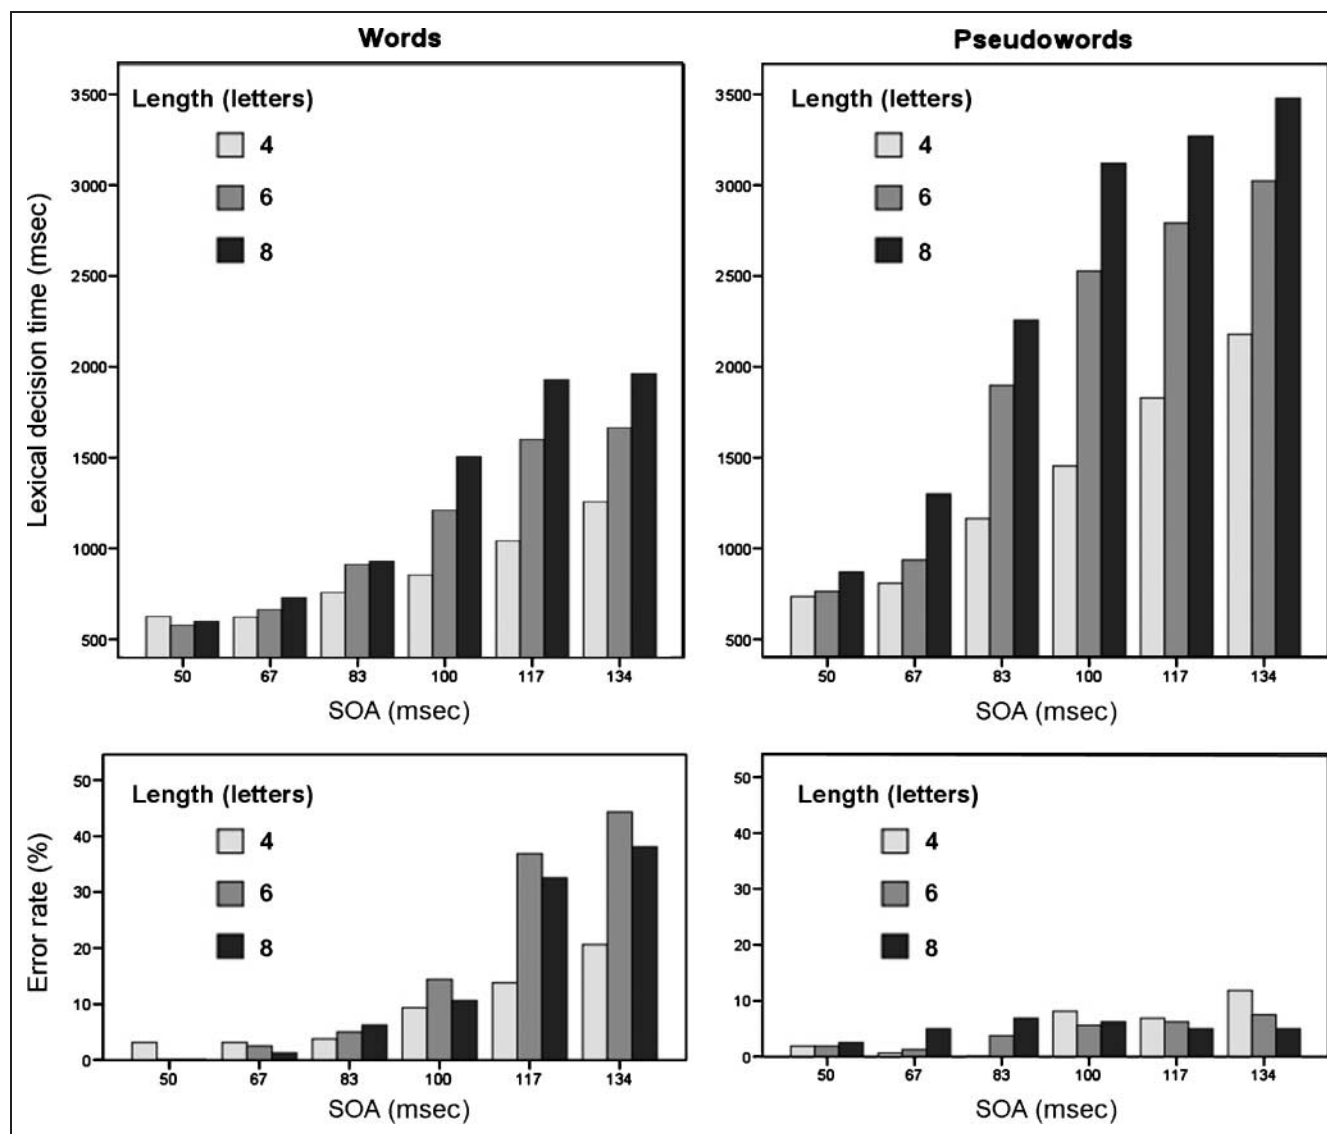 Words
Lexical decision time (msec)
3500
3000
2500
2000
1500
1000
500
Length (letters)
4
6
8
50 67 83 100 117 134
SOA (msec)
Pseudowords
3500
3000
2500
2000
1500
1000
500
Length (letters)
4
6
8
50 67 83 100 117 134
SOA (msec)
Error rate (%)
50
40
30
20
10
0
Length (letters)
4
6
8
50 67 83 100 117 134
SOA (msec)
50
40
30
20
10
0
Length (letters)
4
6
8
50 67 83 100 117 134
SOA (msec)